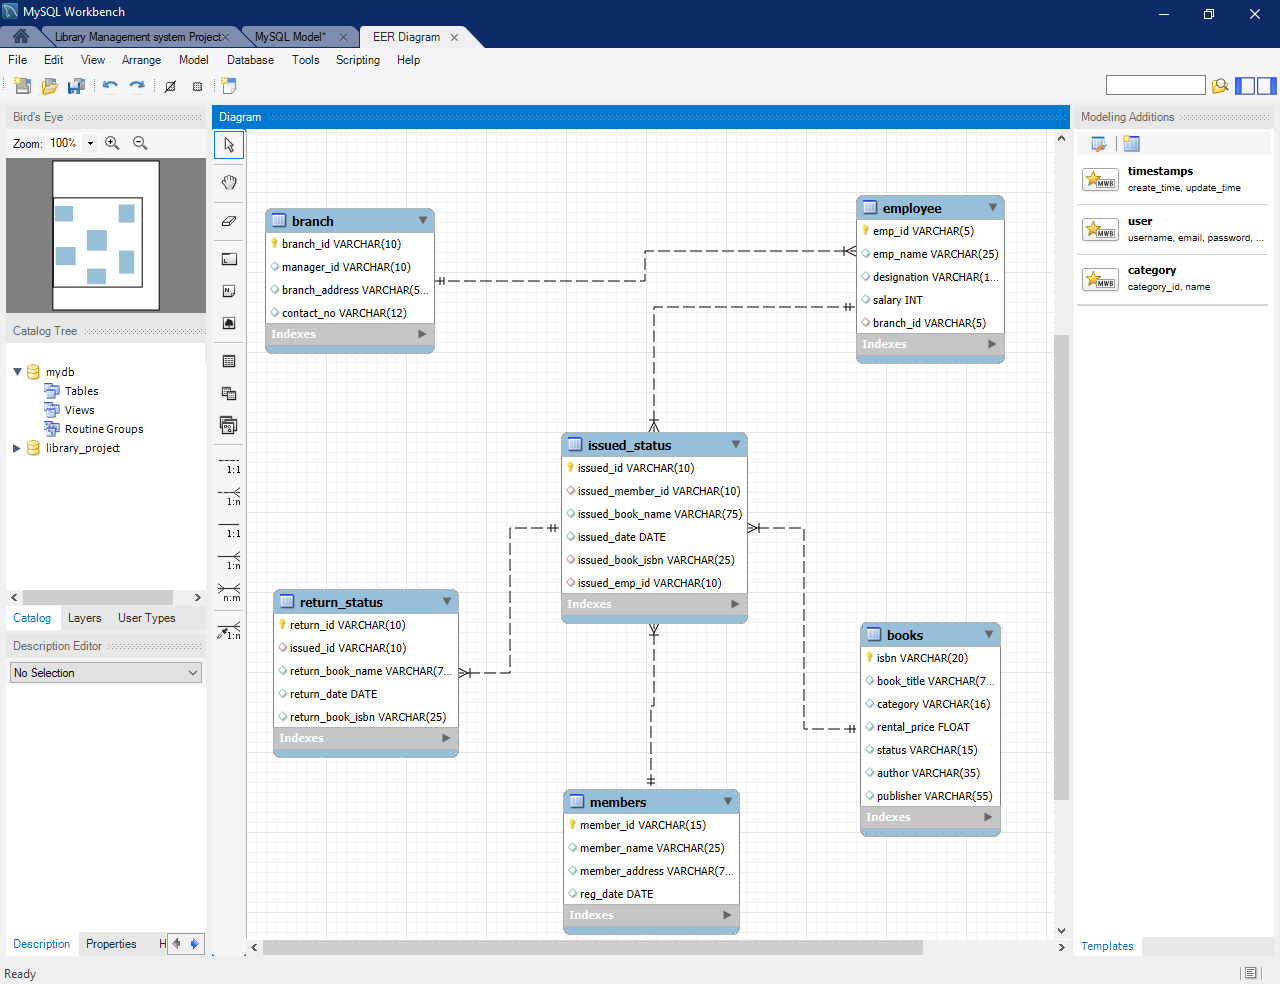 MySQL Workbench
Library Management system Project
MySQL Model*
EER Diagram
File Edit View Arrange Model Database Tools Scripting Help
Bird's Eye
Zoom: 100%
Catalog Tree
mydb
Tables
Views
Routine Groups
library_project
Catalog Layers User Types
Description Editor
No Selection
Description Properties H
Ready
Diagram
1:1
1:n
1:1
1:n
n:m
1:n
branch
branch_id VARCHAR(10)
manager_id VARCHAR(10)
branch_address VARCHAR(5...
contact_no VARCHAR(12)
Indexes
employee
emp_id VARCHAR(5)
emp_name VARCHAR(25)
designation VARCHAR(1...
salary INT
branch_id VARCHAR(5)
Indexes
issued_status
issued_id VARCHAR(10)
issued_member_id VARCHAR(10)
issued_book_name VARCHAR(75)
issued_date DATE
issued_book_isbn VARCHAR(25)
issued_emp_id VARCHAR(10)
Indexes
return_status
return_id VARCHAR(10)
issued_id VARCHAR(10)
return_book_name VARCHAR(7...
return_date DATE
return_book_isbn VARCHAR(25)
Indexes
books
isbn VARCHAR(20)
book_title VARCHAR(7...
category VARCHAR(16)
rental_price FLOAT
status VARCHAR(15)
author VARCHAR(35)
publisher VARCHAR(55)
Indexes
members
member_id VARCHAR(15)
member_name VARCHAR(25)
member_address VARCHAR(7...
reg_date DATE
Indexes
Modeling Additions
MWB
timestamps
create_time, update_time
MWB
user
username, email, password, ...
MWB
category
category_id, name
Templates